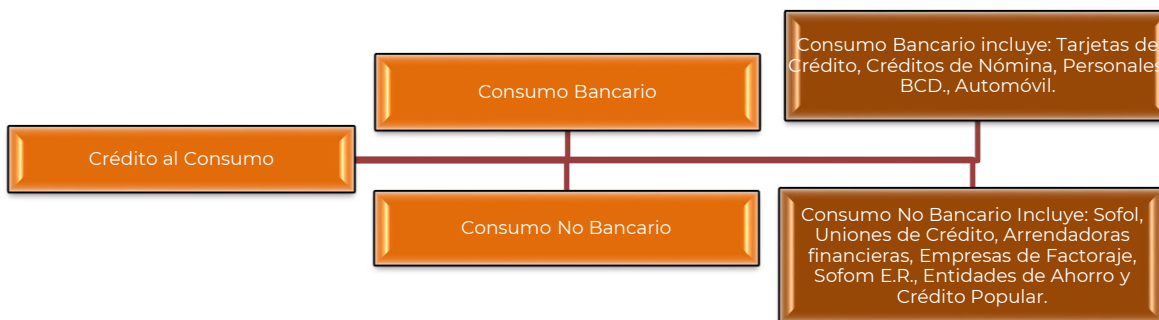 Crédito al Consumo
Consumo Bancario
Consumo No Bancario
Consumo Bancario incluye: Tarjetas de
Crédito, Créditos de Nómina, Personales
BCD., Automóvil.
Consumo No Bancario Incluye: Sofol,
Uniones de Crédito, Arrendadoras
financieras, Empresas de Factoraje,
Sofom E.R., Entidades de Ahorro y
Crédito Popular.